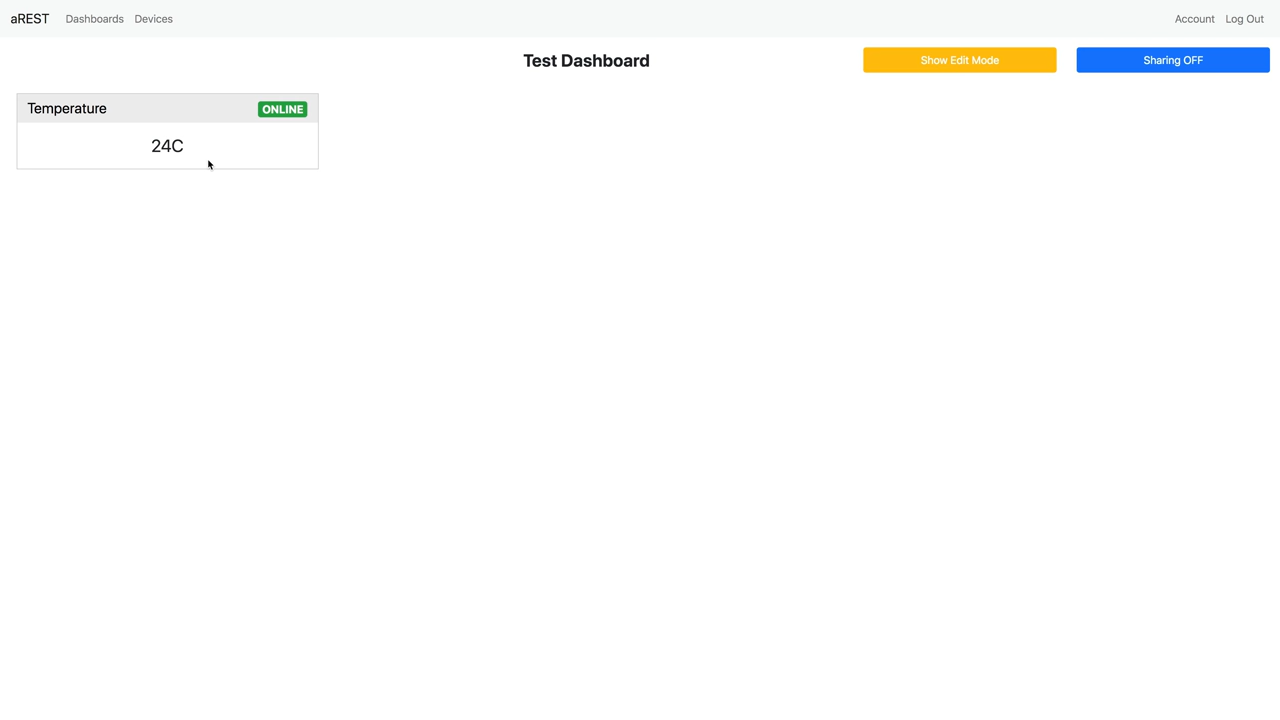 aREST Dashboards Devices Account Log Out
Test Dashboard Show Edit Mode Sharing OFF
Temperature ONLINE
24C